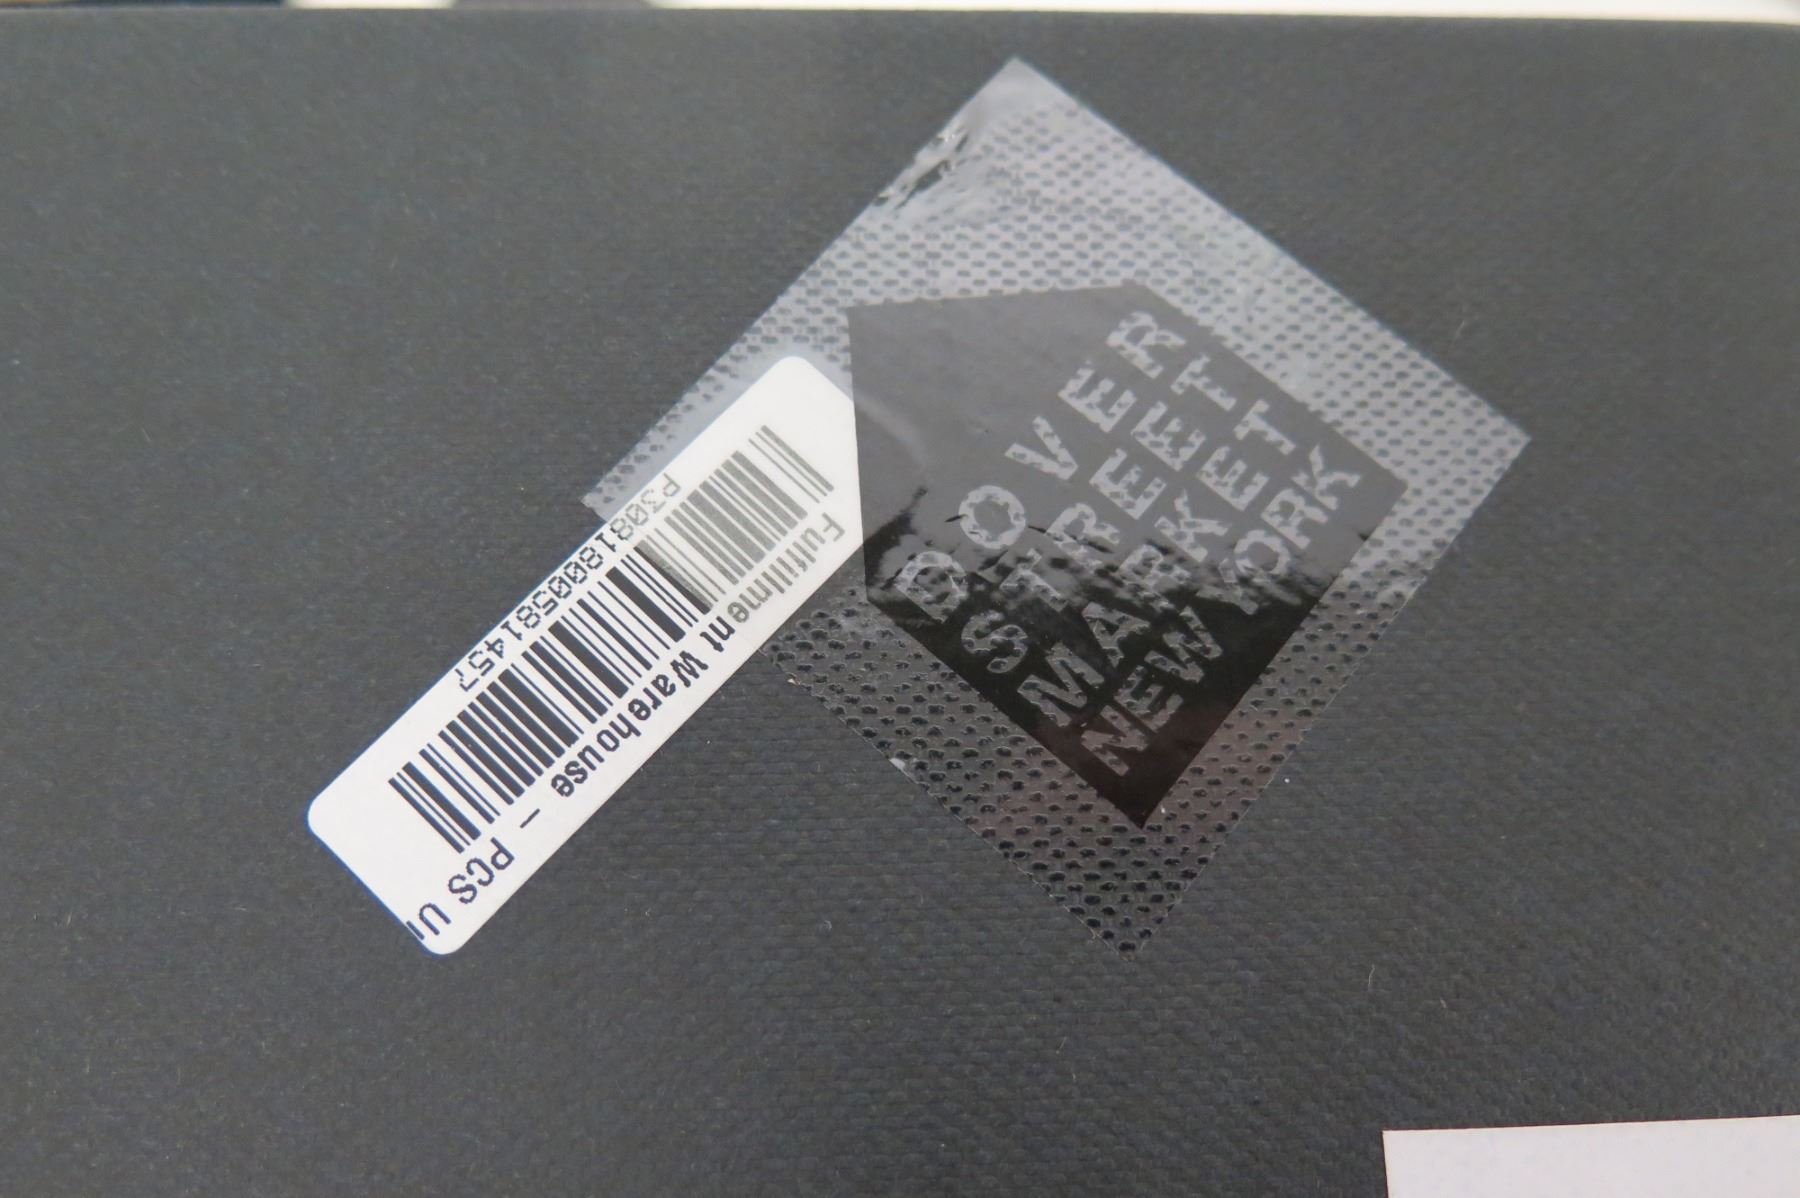 DOVER
STREET
MARKET
NEW YORK
P3081800581457
Fulfillment Warehouse - PCS